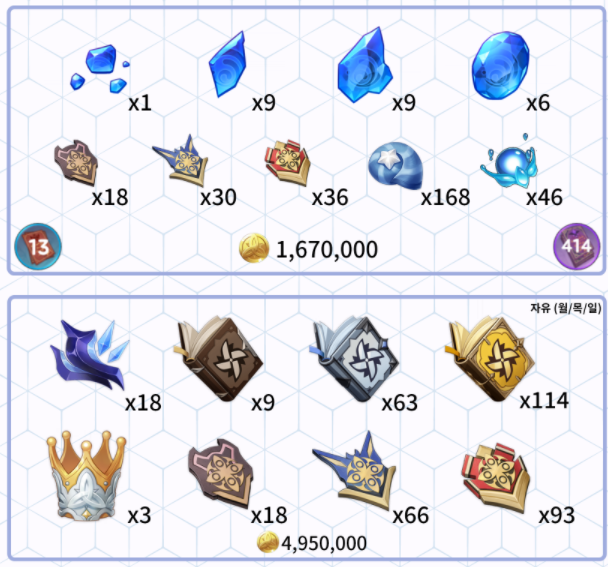 x1 x9 x9 x6
x18 x30 x36 x168 x46
13 1,670,000 414
자유 (월/목/일)
x18 x9 x63 x114
x3 x18 x66 x93
4,950,000